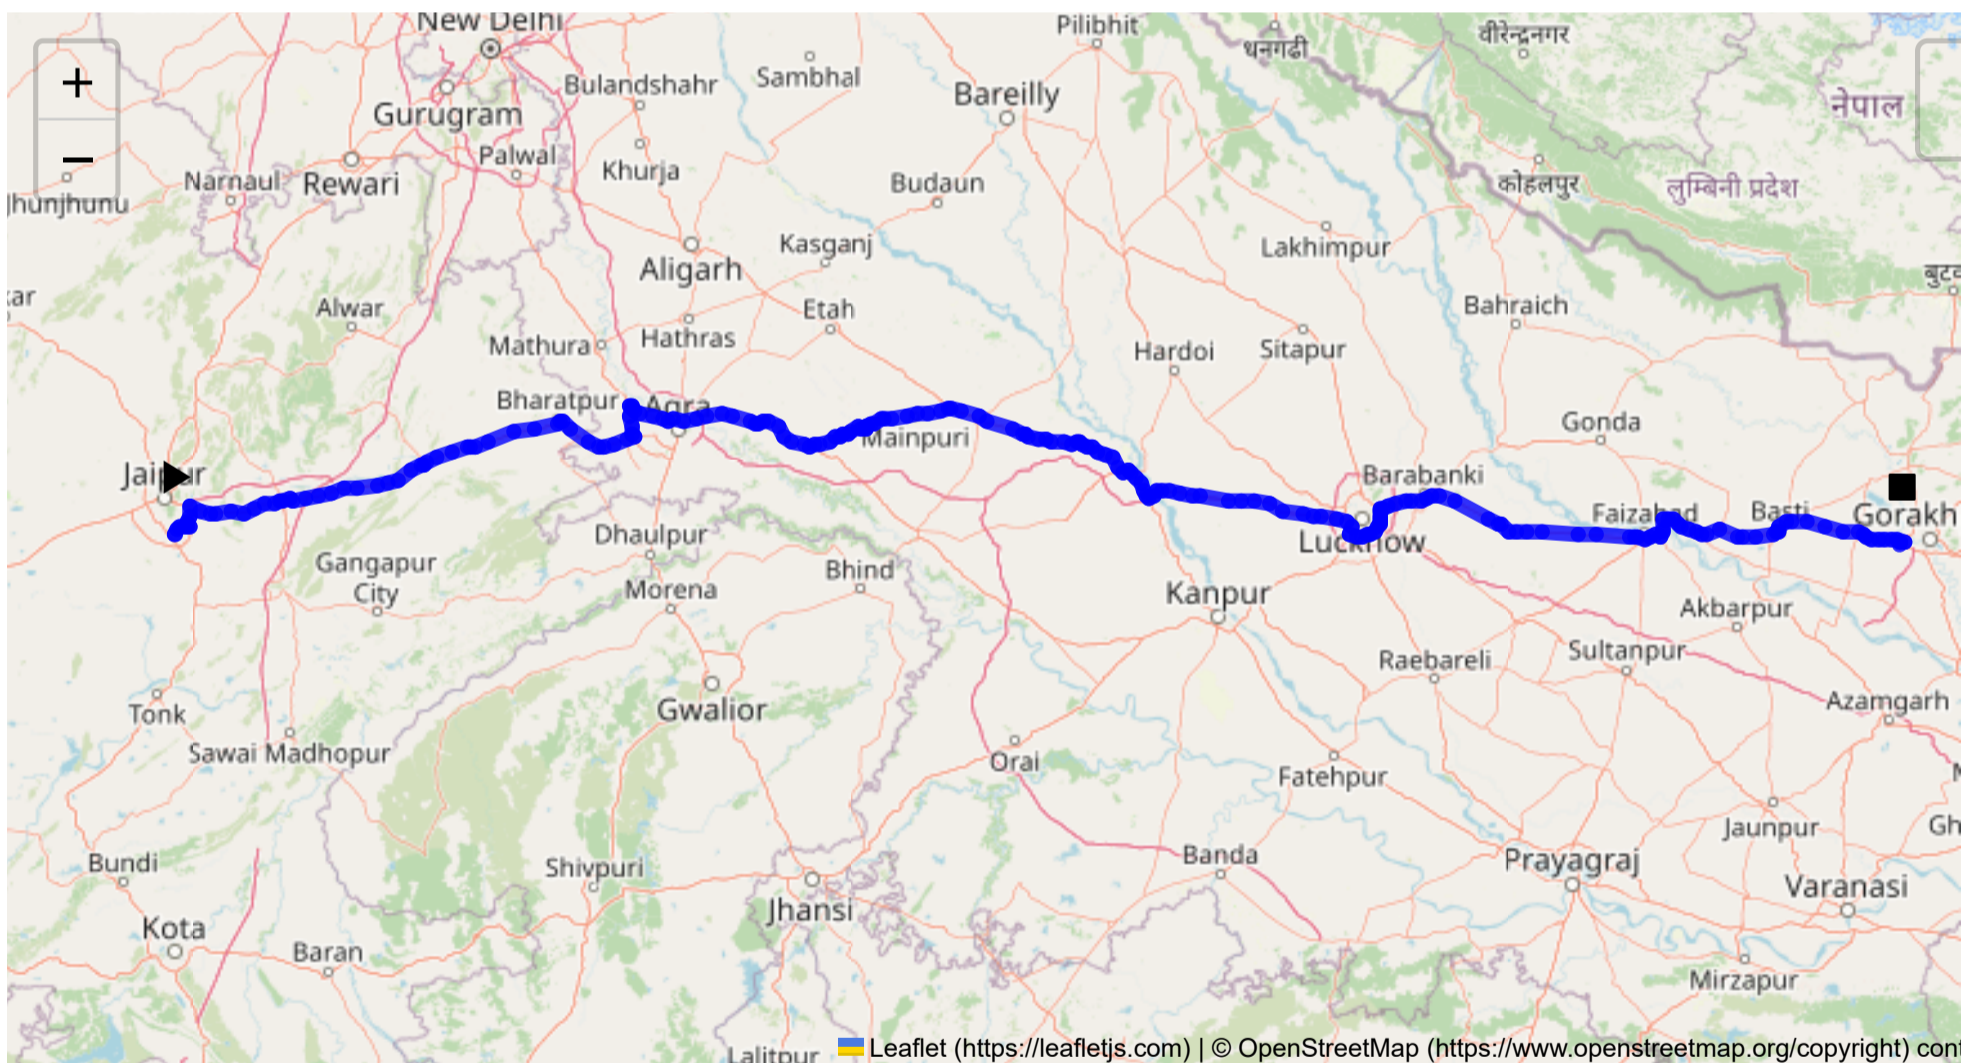 New Delhi
Pilibhit
धनगढी
वीरेन्द्रनगर
+
Sambhal
Bulandshahr
Bareilly
नेपाल
Gurugram
−
Palwal
Khurja
Narnaul
Rewari
Budaun
कोहलपुर
लुम्बिनी प्रदेश
Jhunjhunu
Kasganj
Lakhimpur
Aligarh
Alwar
Etah
Bahraich
Mathura
Hathras
Hardoi
Sitapur
Bharatpur
Agra
Mainpuri
Gonda
Jaipur
Barabanki
Faizabad
Basti
Gorakh
Dhaulpur
Lucknow
Gangapur
City
Bhind
Morena
Kanpur
Akbarpur
Raebareli
Sultanpur
Tonk
Gwalior
Azamgarh
Sawai Madhopur
Orai
Fatehpur
Jaunpur
Gh
Bundi
Shivpuri
Banda
Prayagraj
Varanasi
Jhansi
Kota
Baran
Mirzapur
Lalitpur
Leaflet (https://leafletjs.com) | © OpenStreetMap (https://www.openstreetmap.org/copyright) cont